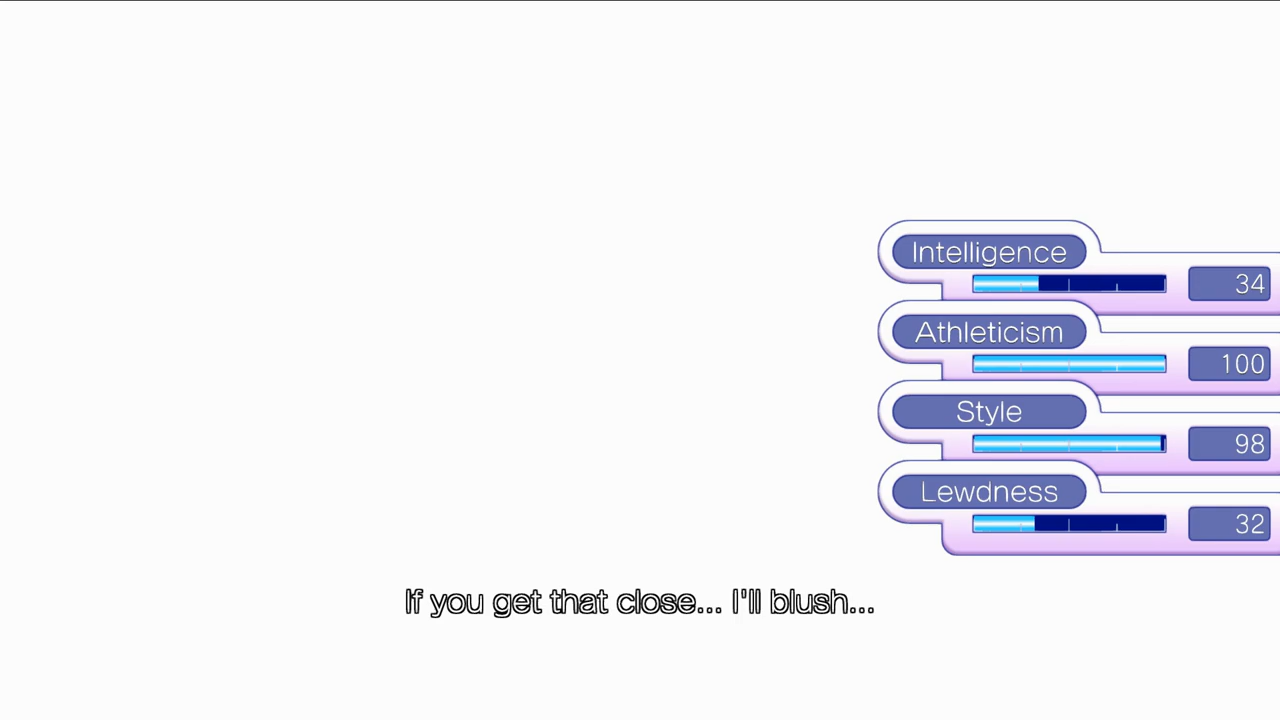 Intelligence
34
Athleticism
100
Style
98
Lewdness
32
If you get that close... I'll blush...